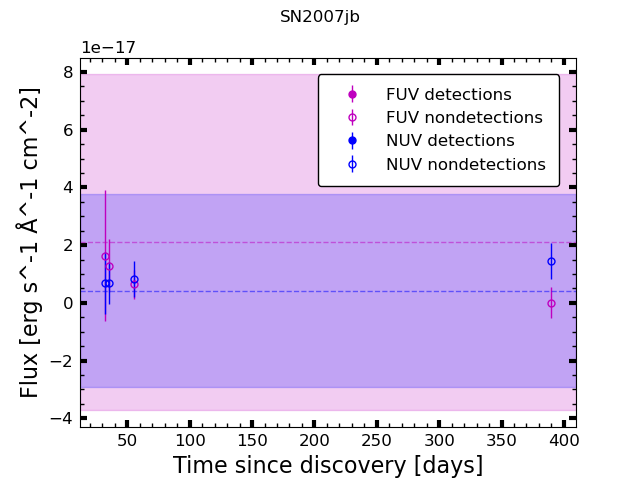 SN2007jb
1e−17
8
6
4
2
0
−2
−4
Flux [erg s^-1 Å^-1 cm^-2]
FUV detections
FUV nondetections
NUV detections
NUV nondetections
50 100 150 200 250 300 350 400
Time since discovery [days]